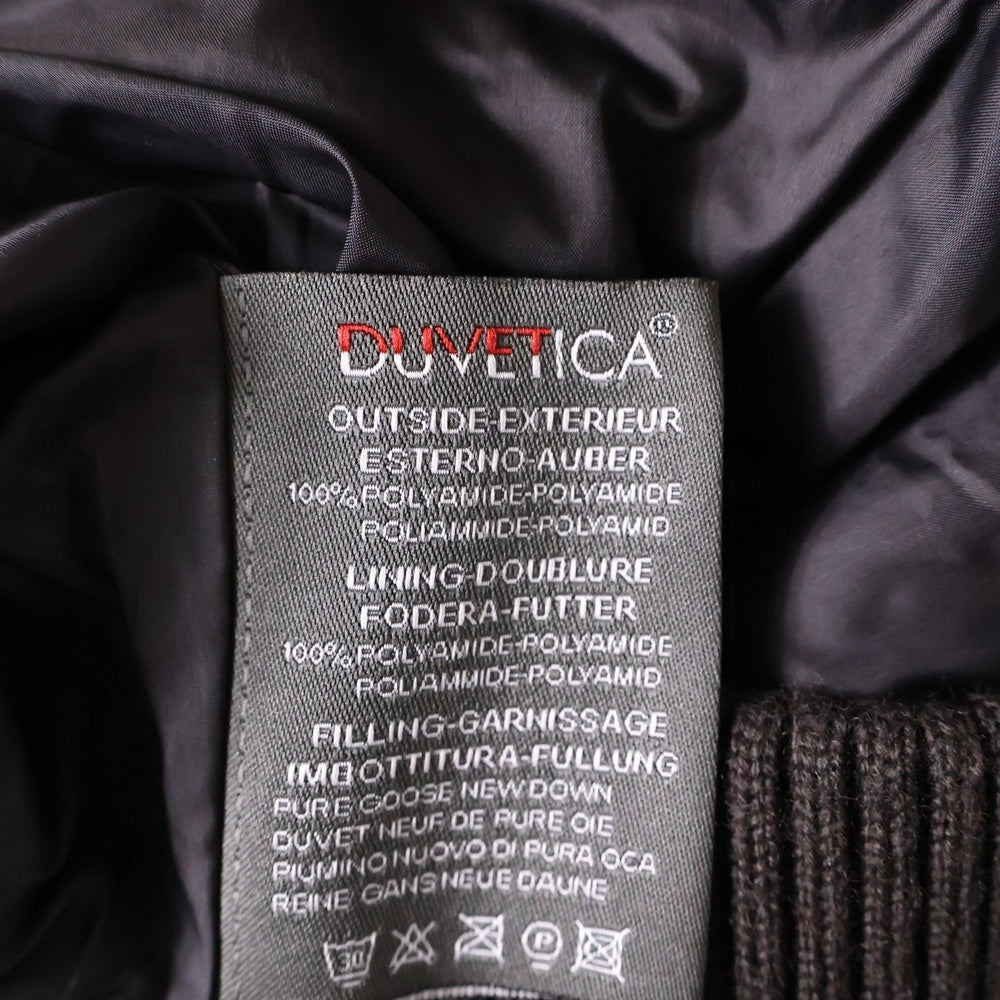 DUVETICA®
OUTSIDE-EXTERIEUR
ESTERNO-AUBER
100%POLYAMIDE-POLYAMIDE
POLIAMMIDE-POLYAMID
LINING-DOUBLURE
FODERA-FUTTER
100%POLYAMIDE-POLYAMIDE
POLIAMMIDE-POLYAMID
FILLING-GARNISSAGE
IMBOTTITURA-FULLUNG
PURE GOOSE NEW DOWN
DUVET NEUF DE PURE OIE
PIUMINO NUOVO DI PURA OCA
REINE GANS NEUE DAUNE
30 P